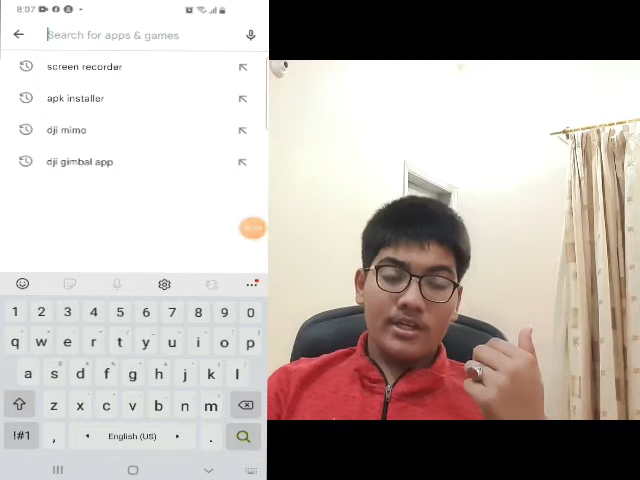 8:07
Search for apps & games
screen recorder
apk installer
dji mimo
dji gimbal app
1 2 3 4 5 6 7 8 9 0
q w e r t y u i o p
a s d f g h j k l
z x c v b n m
!#1 , English (US) .